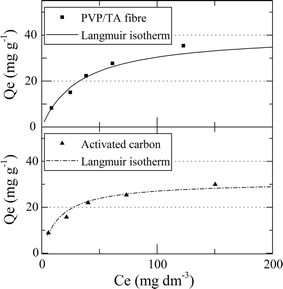 PVP/TA fibre
Langmuir isotherm
40
20
0
Qe (mg g⁻¹)
Activated carbon
Langmuir isotherm
40
20
0
Qe (mg g⁻¹)
0 100 200
Ce (mg dm⁻³)